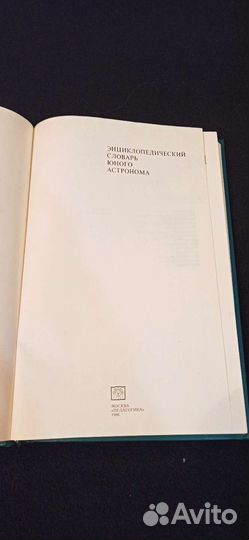 ЭНЦИКЛОПЕДИЧЕСКИЙ
СЛОВАРЬ
ЮНОГО
АСТРОНОМА
МОСКВА
«ПЕДАГОГИКА»
Avito